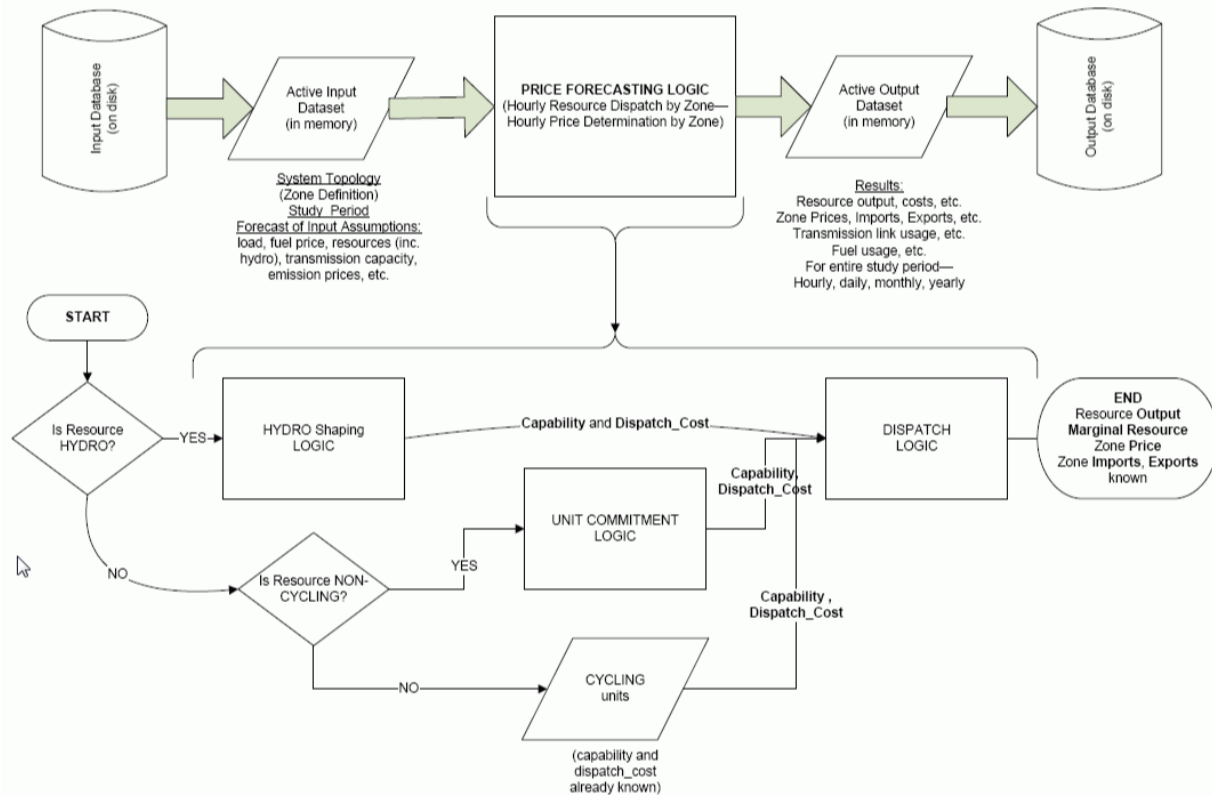 Input Database
(on disk)
Active Input
Dataset
(in memory)
System Topology
(Zone Definition)
Study Period
Forecast of Input Assumptions:
load, fuel price, resources (inc.
hydro), transmission capacity,
emission prices, etc.
PRICE FORECASTING LOGIC
(Hourly Resource Dispatch by Zone—
Hourly Price Determination by Zone)
Active Output
Dataset
(in memory)
Results:
Resource output, costs, etc.
Zone Prices, Imports, Exports, etc.
Transmission link usage, etc.
Fuel usage, etc.
For entire study period—
Hourly, daily, monthly, yearly
Output Database
(on disk)
START
Is Resource
HYDRO?
YES
HYDRO Shaping
LOGIC
Capability and Dispatch_Cost
DISPATCH
LOGIC
END
Resource Output
Marginal Resource
Zone Price
Zone Imports, Exports
known
NO
Is Resource NON-
CYCLING?
YES
UNIT COMMITMENT
LOGIC
Capability,
Dispatch_Cost
NO
CYCLING
units
(capability and
dispatch_cost
already known)
Capability ,
Dispatch_Cost